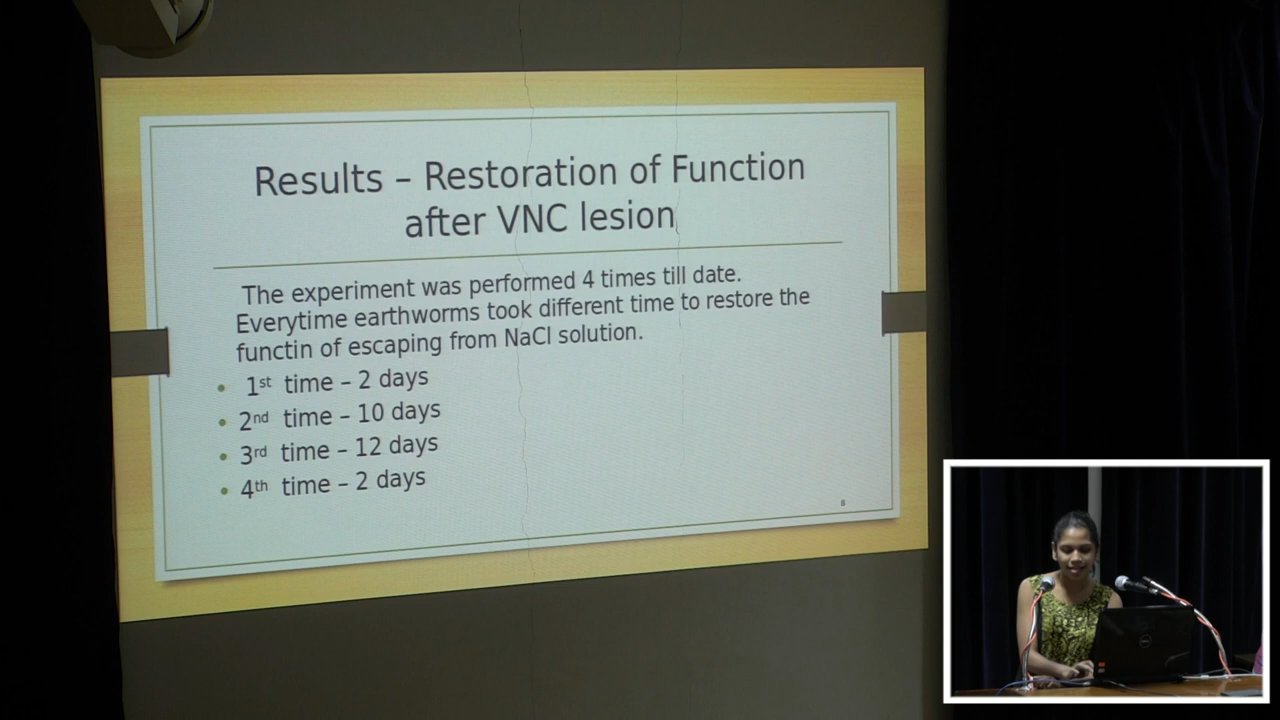 Results – Restoration of Function
after VNC lesion
The experiment was performed 4 times till date.
Everytime earthworms took different time to restore the
functin of escaping from NaCl solution.
• 1st time – 2 days
• 2nd time – 10 days
• 3rd time – 12 days
• 4th time – 2 days
8